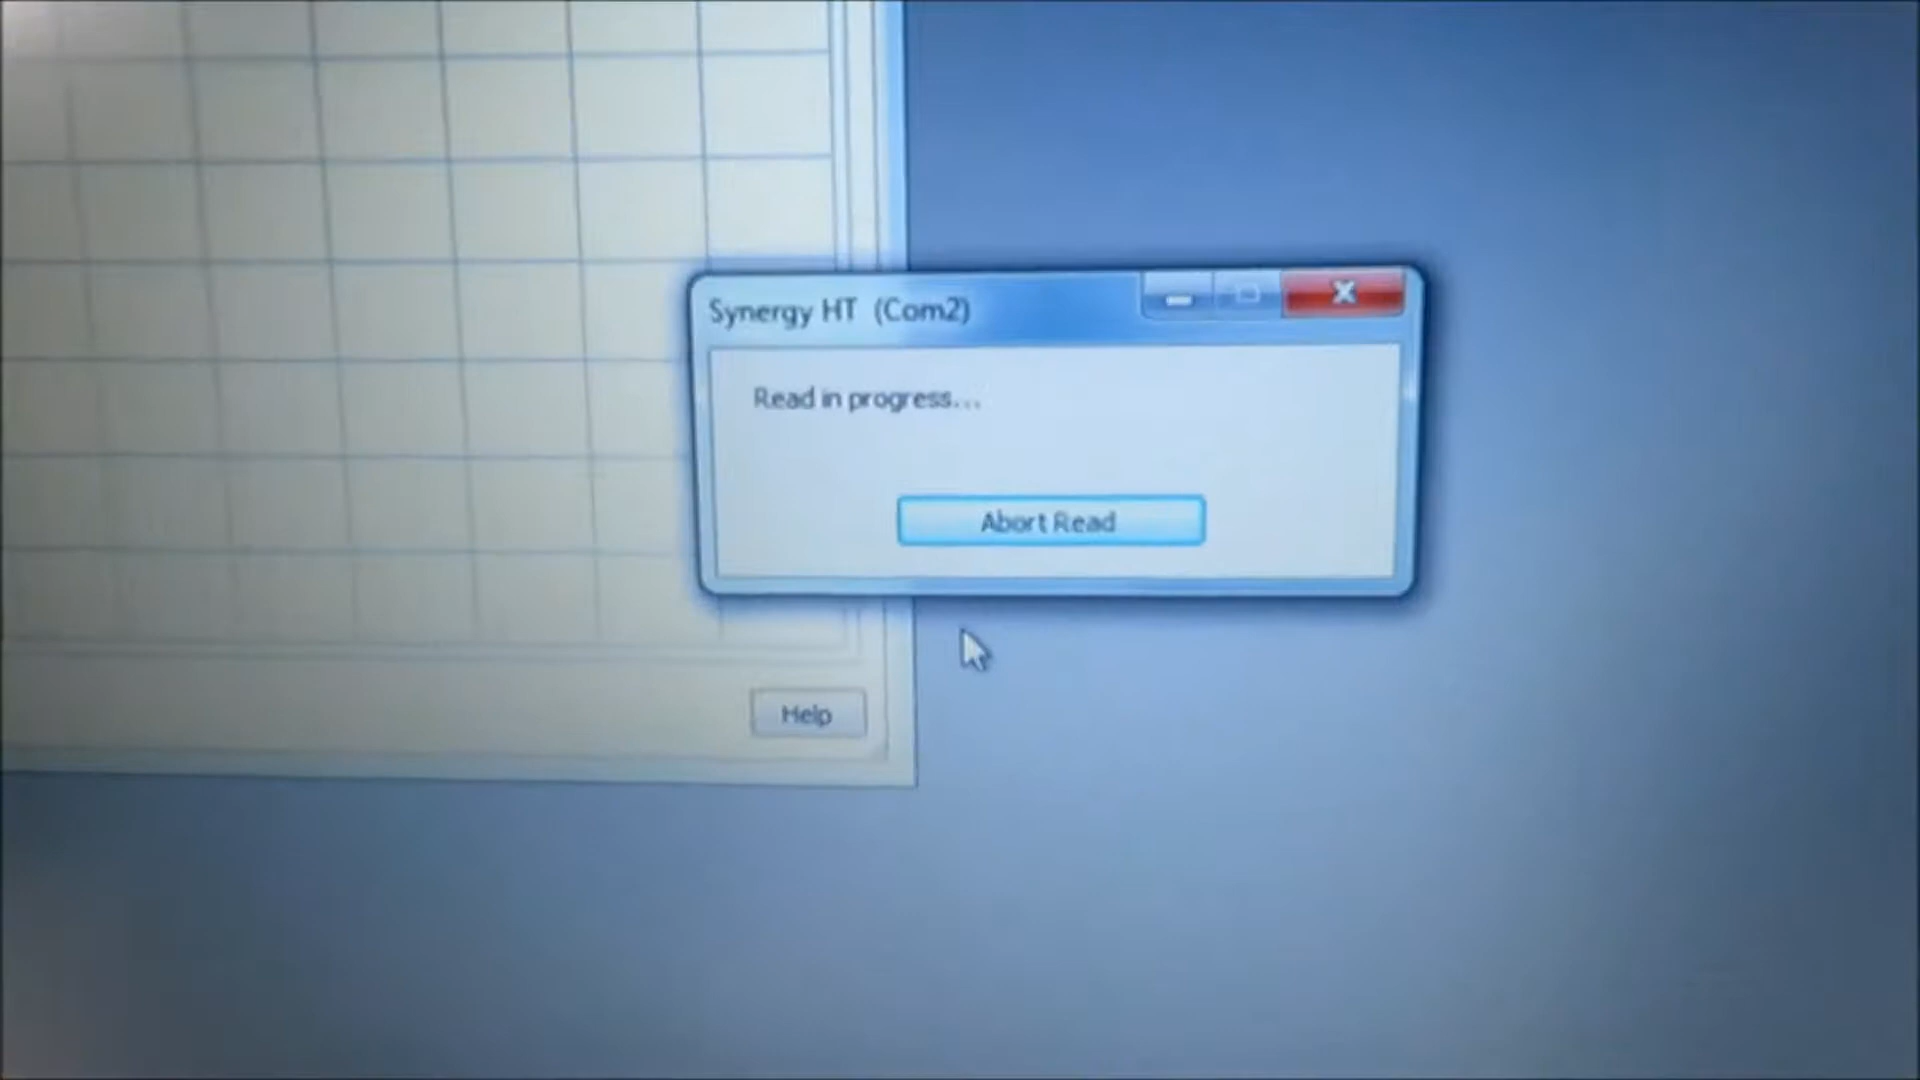 Synergy HT (Com2)
Read in progress...
Abort Read
Help